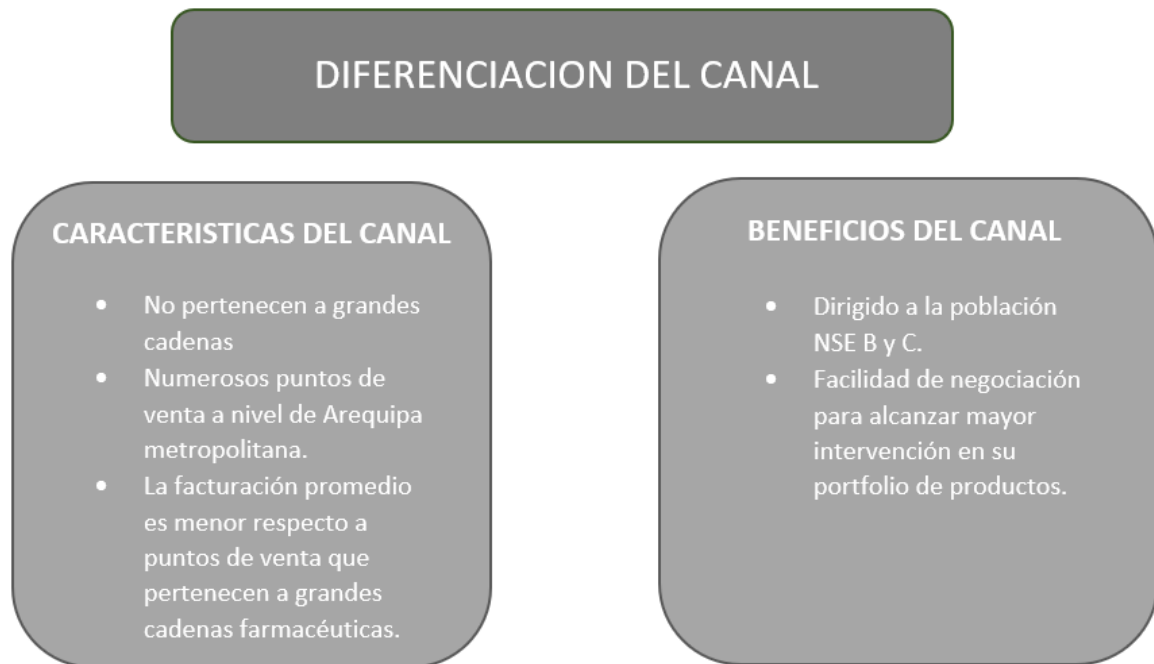 DIFERENCIACION DEL CANAL
CARACTERISTICAS DEL CANAL
• No pertenecen a grandes
cadenas
• Numerosos puntos de
venta a nivel de Arequipa
metropolitana.
• La facturación promedio
es menor respecto a
puntos de venta que
pertenecen a grandes
cadenas farmacéuticas.
BENEFICIOS DEL CANAL
• Dirigido a la población
NSE B y C.
• Facilidad de negociación
para alcanzar mayor
intervención en su
portfolio de productos.